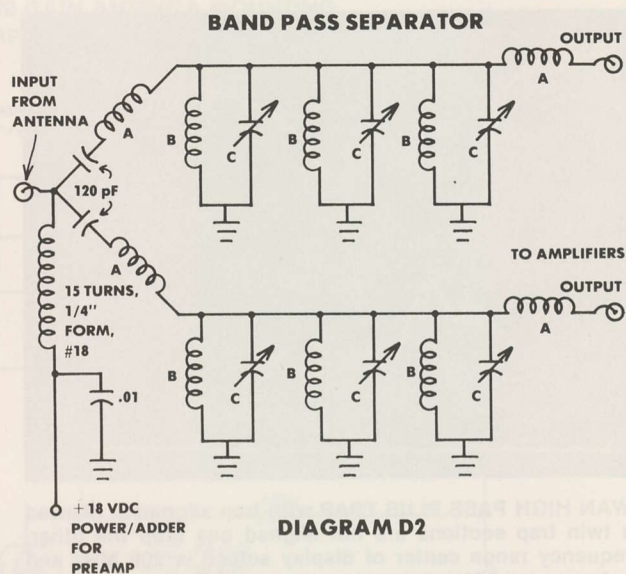 BAND PASS SEPARATOR
OUTPUT
A
INPUT
FROM
ANTENNA
A
B
C
B
C
B
C
120 pF
TO AMPLIFIERS
OUTPUT
A
A
15 TURNS,
1/4"
FORM,
#18
B
C
B
C
B
C
.01
+ 18 VDC
POWER/ADDER
FOR
PREAMP
DIAGRAM D2